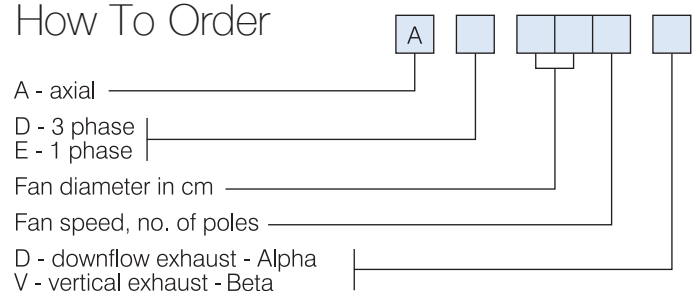 How To Order
A
A - axial
D - 3 phase
E - 1 phase
Fan diameter in cm
Fan speed, no. of poles
D - downflow exhaust - Alpha
V - vertical exhaust - Beta